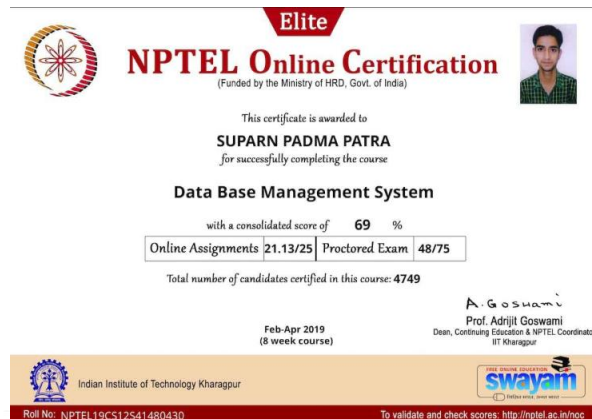 Elite
NPTEL Online Certification
(Funded by the Ministry of HRD, Govt. of India)
This certificate is awarded to
SUPARN PADMA PATRA
for successfully completing the course
Data Base Management System
with a consolidated score of 69 %
Online Assignments 21.13/25 Proctored Exam 48/75
Total number of candidates certified in this course: 4749
A. Goswami
Feb-Apr 2019
(8 week course)
Prof. Adrijit Goswami
Dean, Continuing Education & NPTEL Coordinato
IIT Kharagpur
Indian Institute of Technology Kharagpur
FREE ONLINE EDUCATION
swayam
Roll No: NPTEL19CS12S41480430
To validate and check scores: http://nptel.ac.in/noc